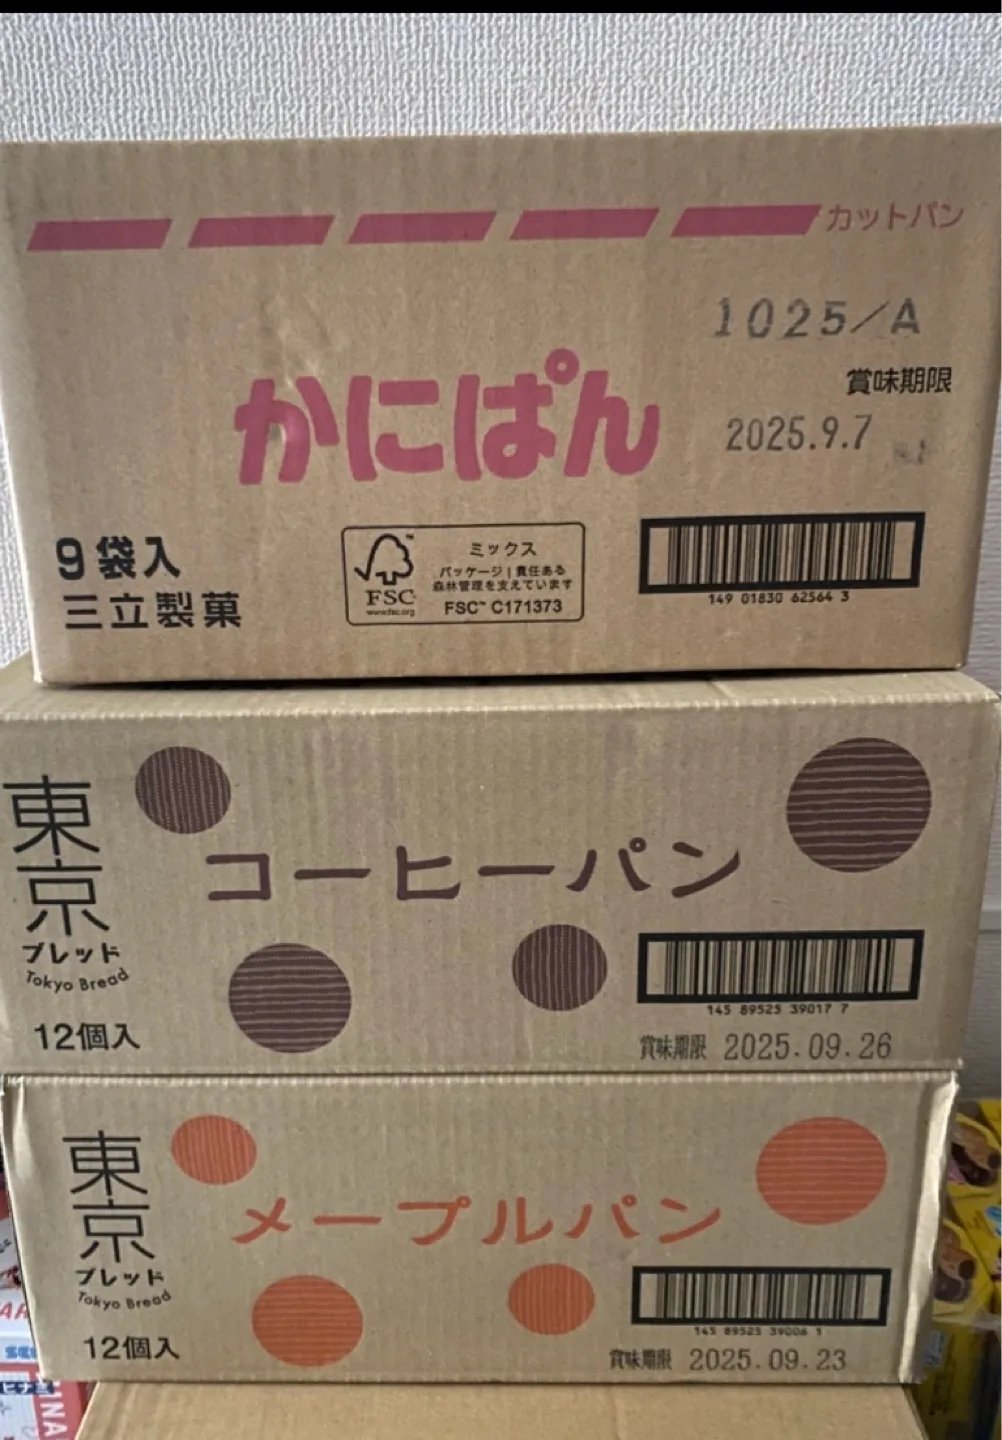 カットパン
1025/A
賞味期限
2025.9.7
かにぱん
9袋入
三立製菓
FSC
www.fsc.org
ミックス
パッケージ|責任ある
森林管理を支えています
FSC™ C171373
149 01830 62564 3
東京
ブレッド
Tokyo Bread
コーヒーパン
12個入
145 89525 39017 7
賞味期限 2025.09.26
東京
ブレッド
Tokyo Bread
メープルパン
12個入
145 89525 39006 1
賞味期限 2025.09.23